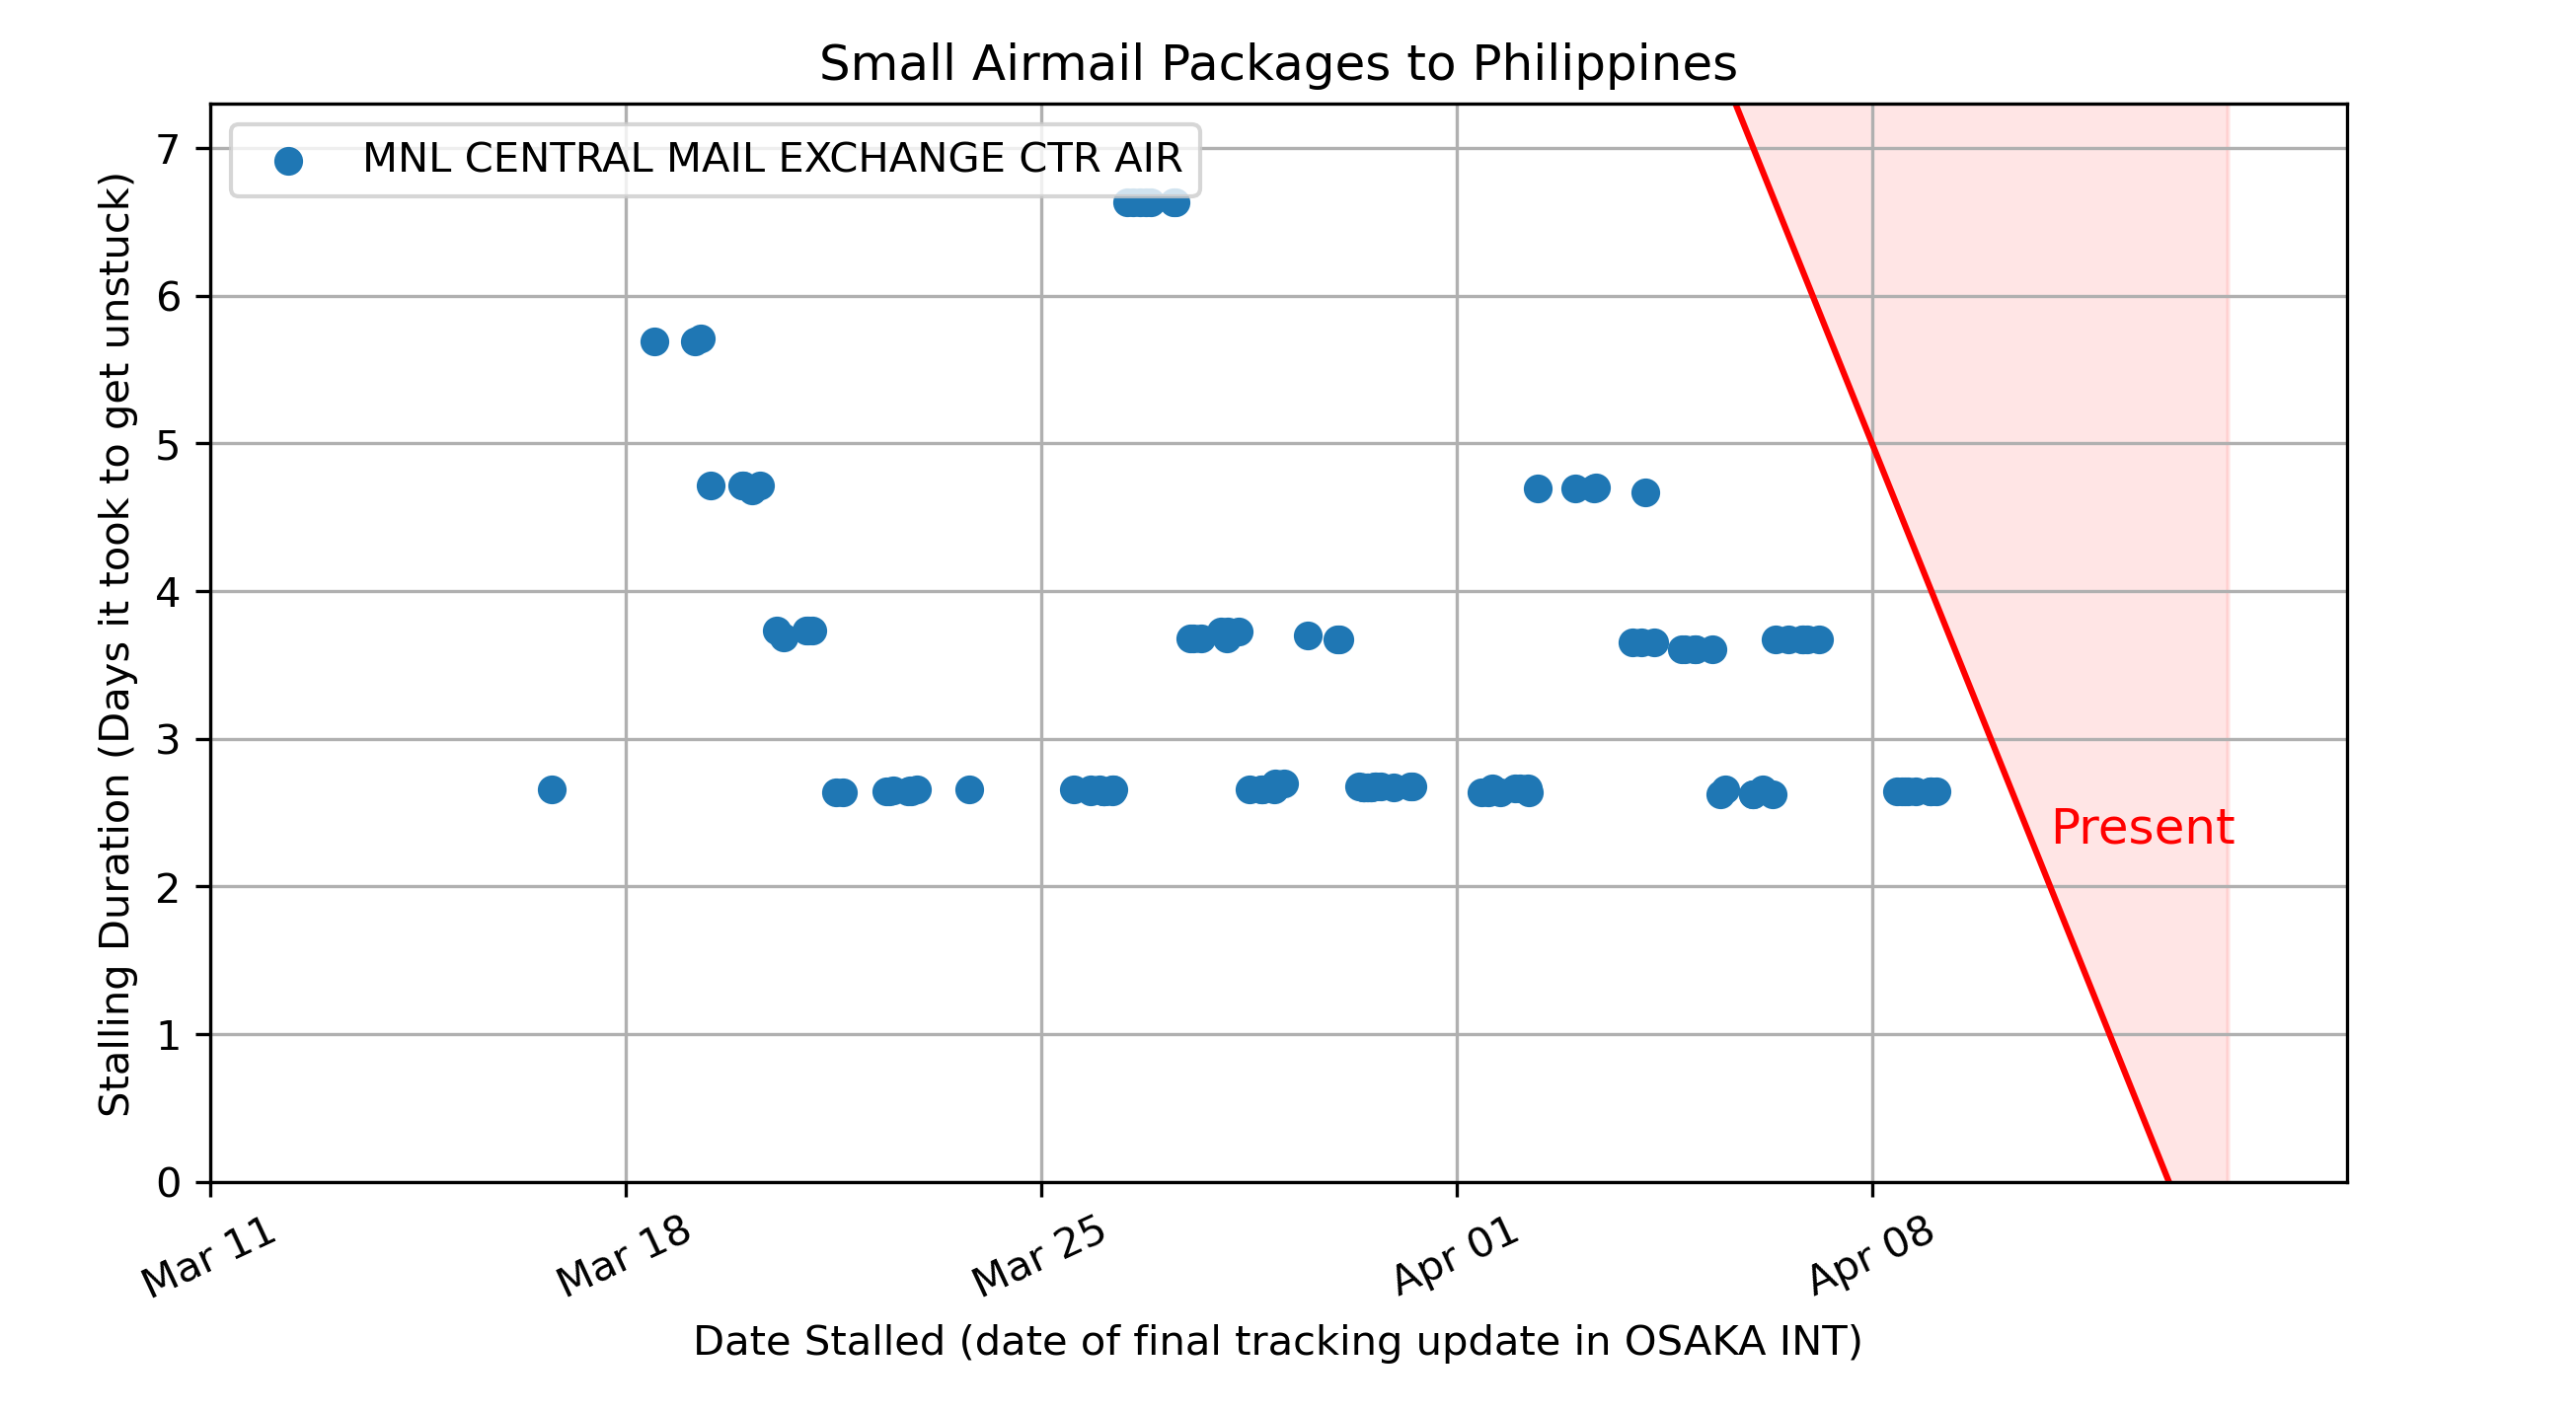 Small Airmail Packages to Philippines
MNL CENTRAL MAIL EXCHANGE CTR AIR
Stalling Duration (Days it took to get unstuck)
7
6
5
4
3
2
1
0
Present
Mar 11
Mar 18
Mar 25
Apr 01
Apr 08
Date Stalled (date of final tracking update in OSAKA INT)